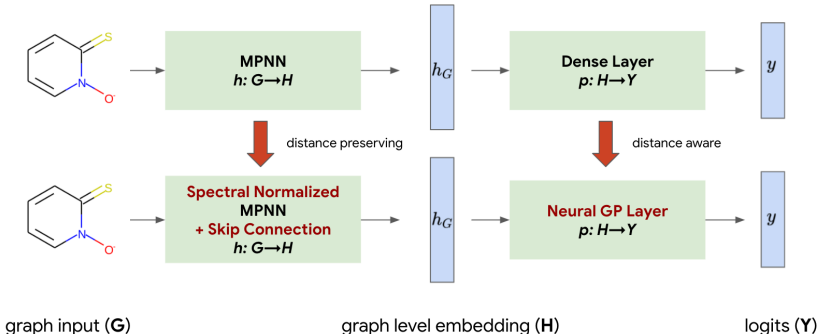 S
N
O
MPNN
h: G→H
h_G
Dense Layer
p: H→Y
y
distance preserving
distance aware
S
N
O
Spectral Normalized
MPNN
+ Skip Connection
h: G→H
h_G
Neural GP Layer
p: H→Y
y
graph input (G)
graph level embedding (H)
logits (Y)